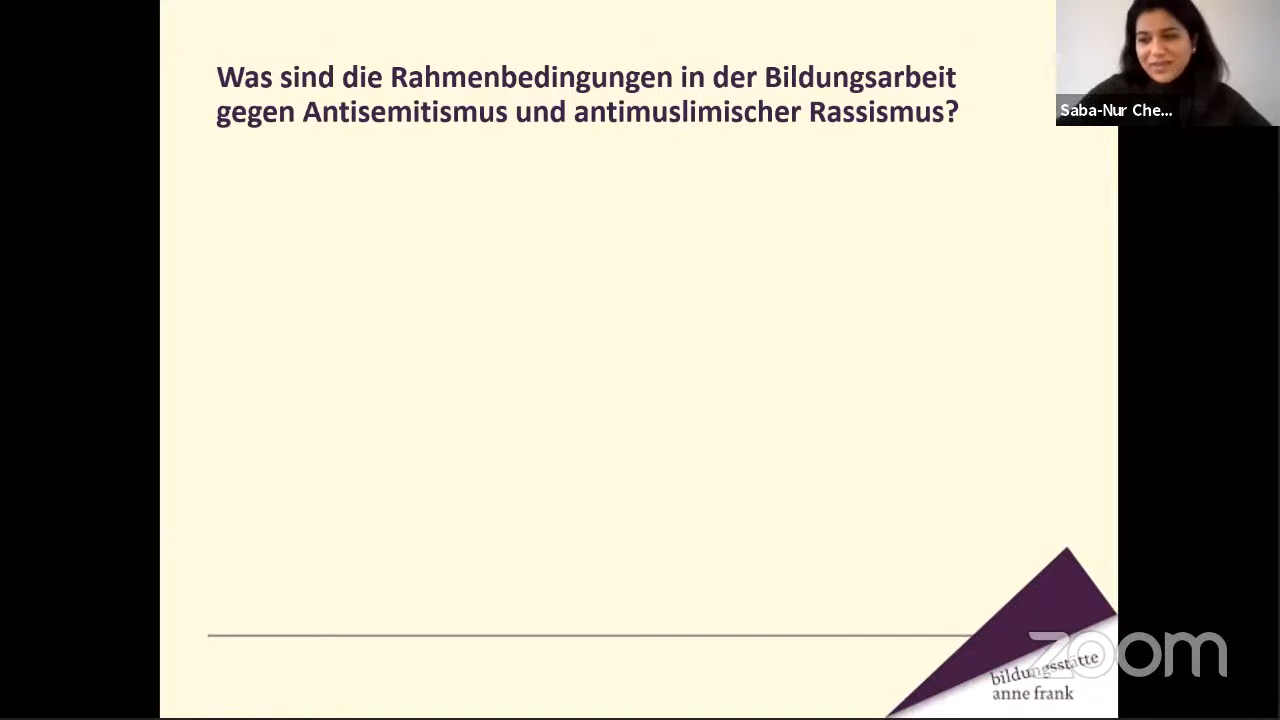 Was sind die Rahmenbedingungen in der Bildungsarbeit
gegen Antisemitismus und antimuslimischer Rassismus?
Saba-Nur Che...
zoom
bildungsstätte
anne frank